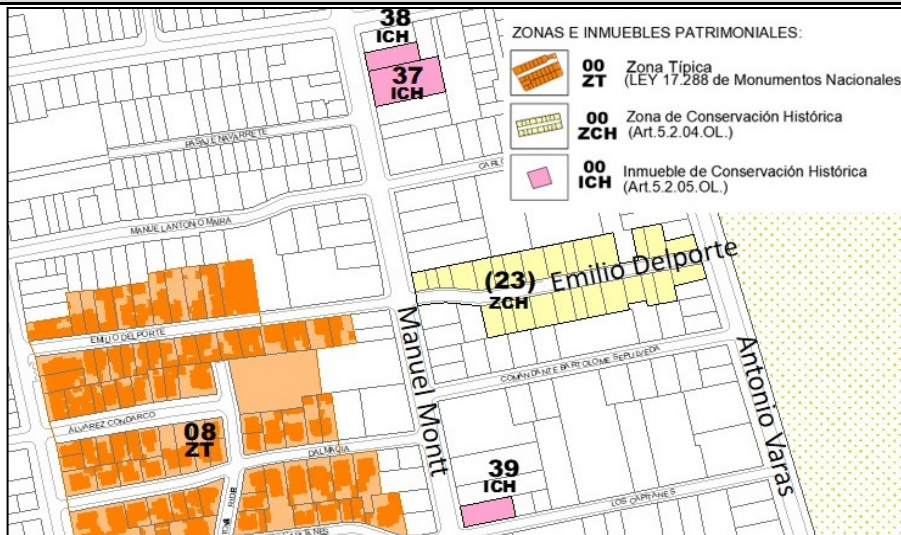 38
ICH
37
ICH
ZONAS E INMUEBLES PATRIMONIALES:
00
ZT
Zona Típica
(LEY 17.288 de Monumentos Nacionales
00
ZCH
Zona de Conservación Histórica
(Art.5.2.04.OL.)
00
ICH
Inmueble de Conservación Histórica
(Art.5.2.05.OL.)
PASAJE NAVARRETE
MANUEL ANTONIO MAIRA
(23)
ZCH
Emilio Delporte
EMILIO DELPORTE
Manuel Montt
COMANDANTE BARTOLOME SEPULVEDA
Antonio Varas
ALVAREZ CONDARCO
08
ZT
DALMACIA
39
ICH
LOS CAPITANES